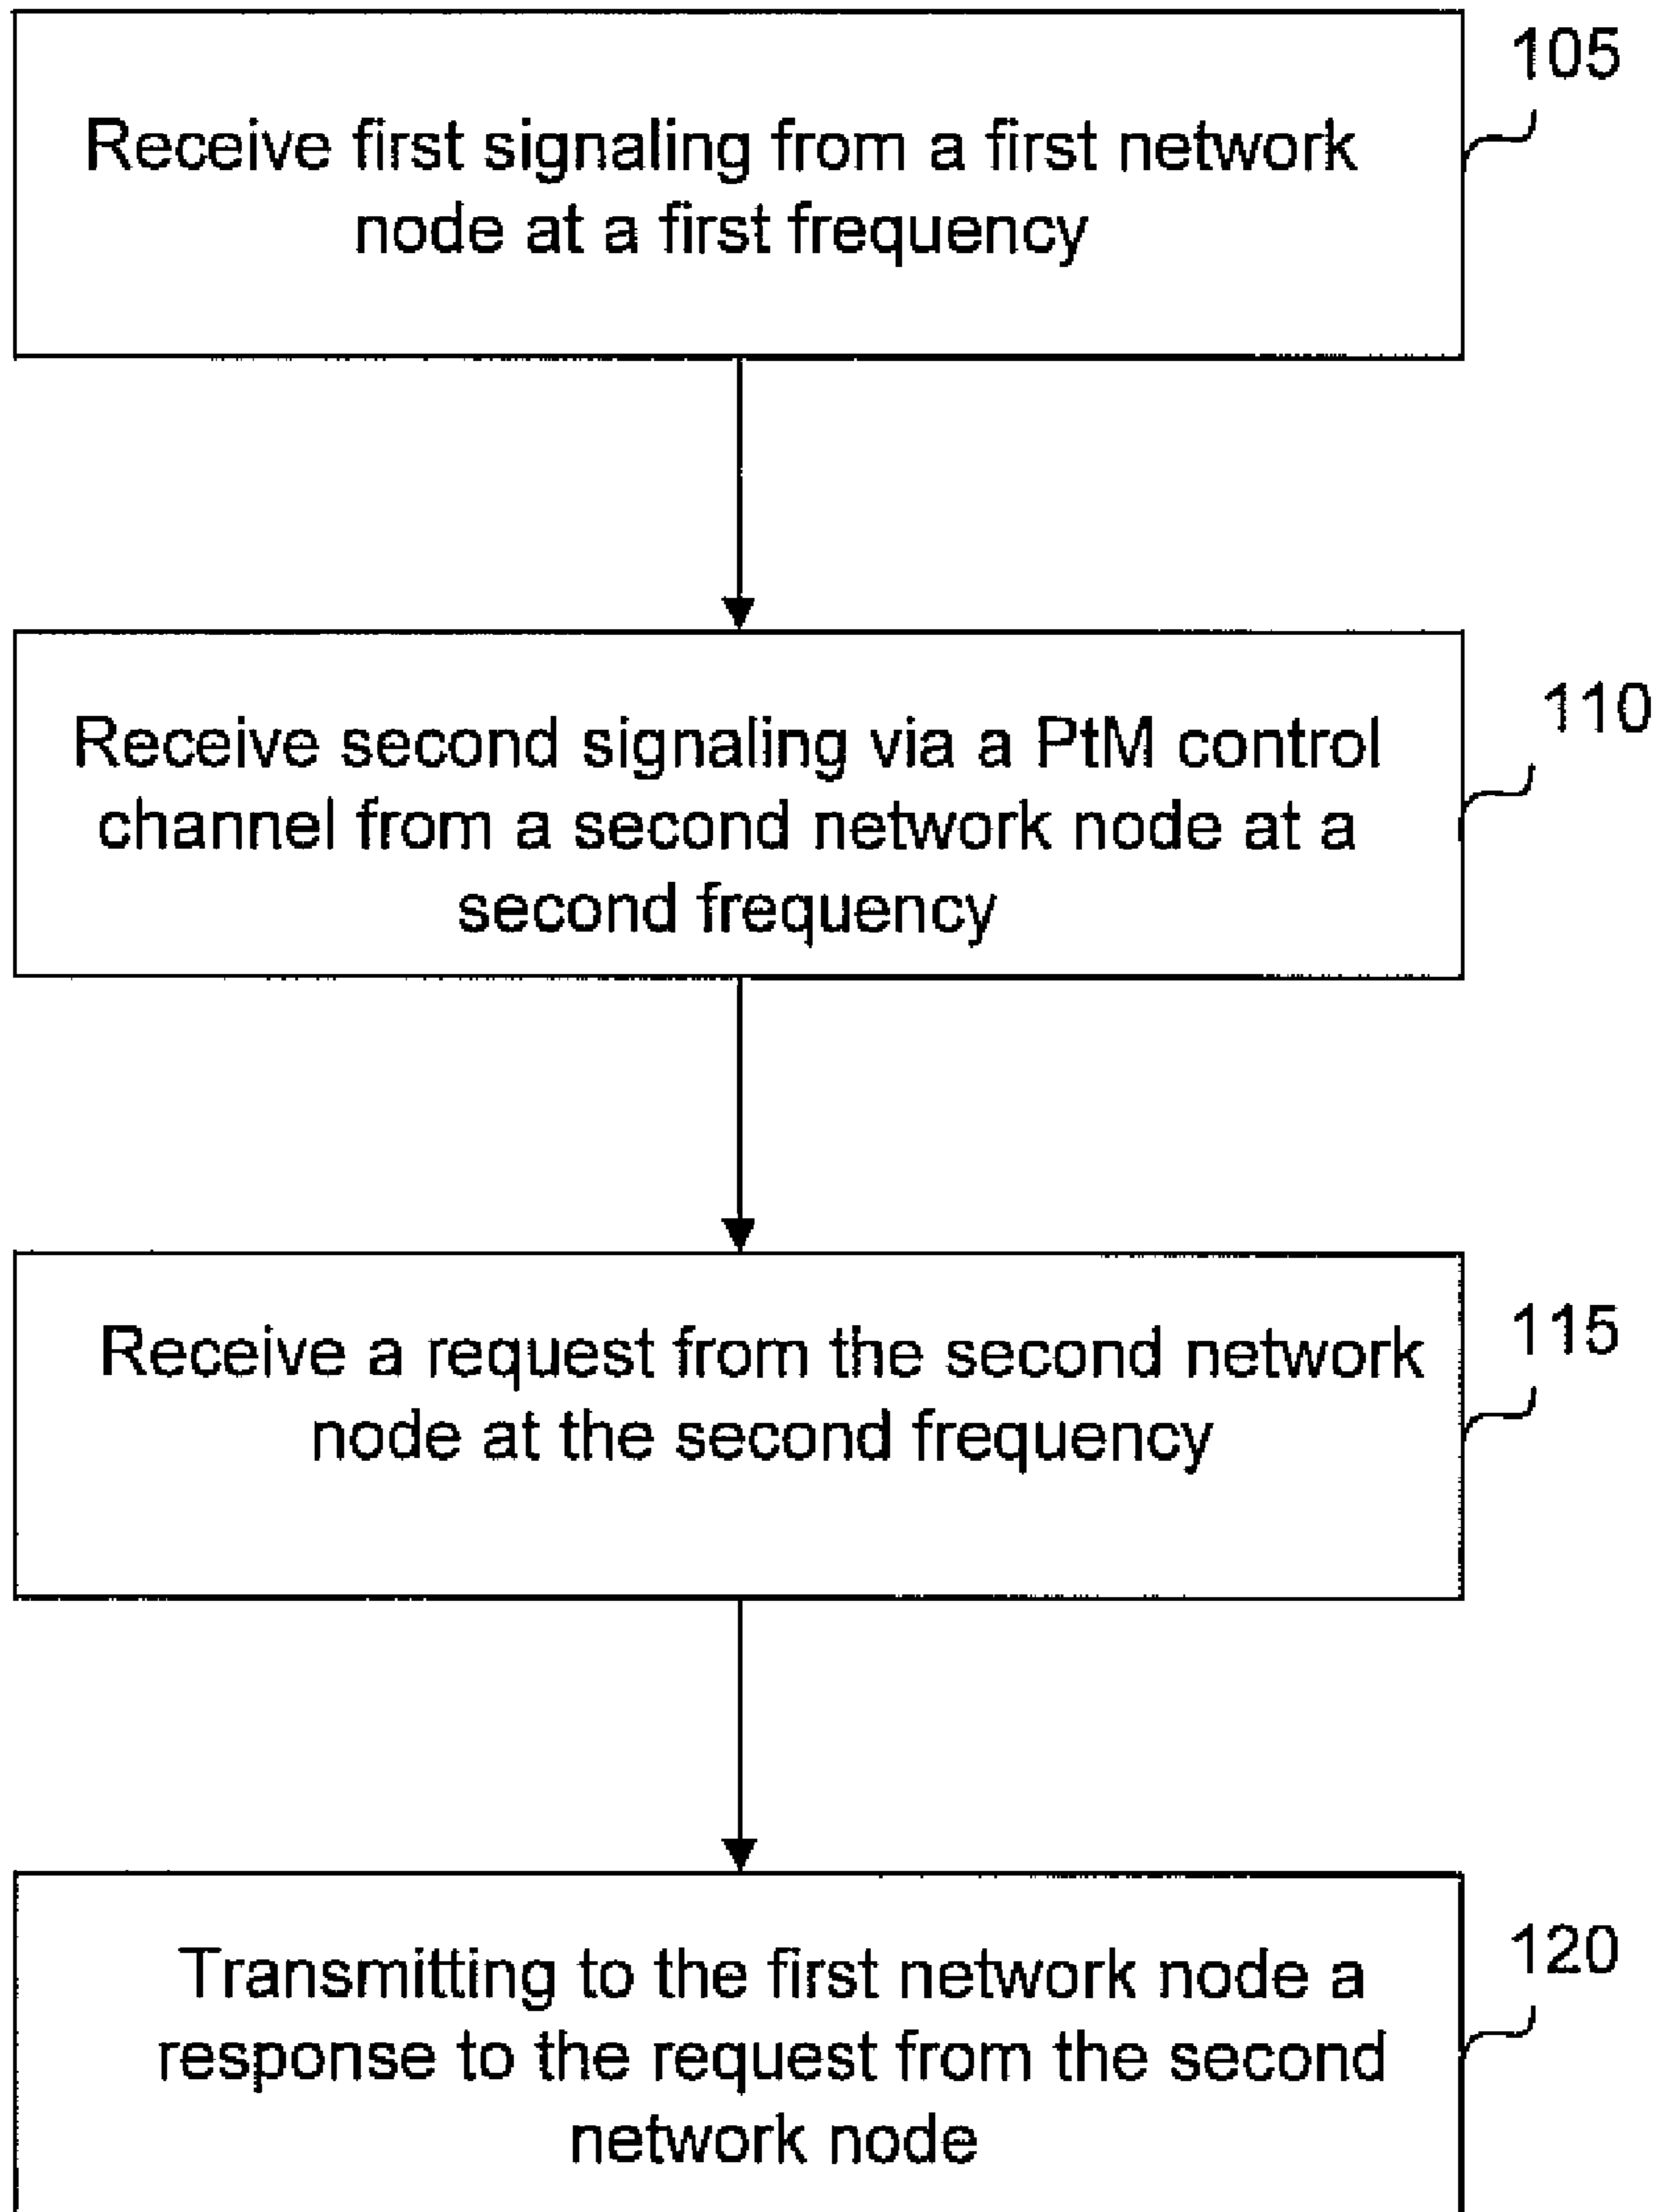 105
Receive first signaling from a first network
node at a first frequency
110
Receive second signaling via a PtM control
channel from a second network node at a
second frequency
115
Receive a request from the second network
node at the second frequency
120
Transmitting to the first network node a
response to the request from the second
network node